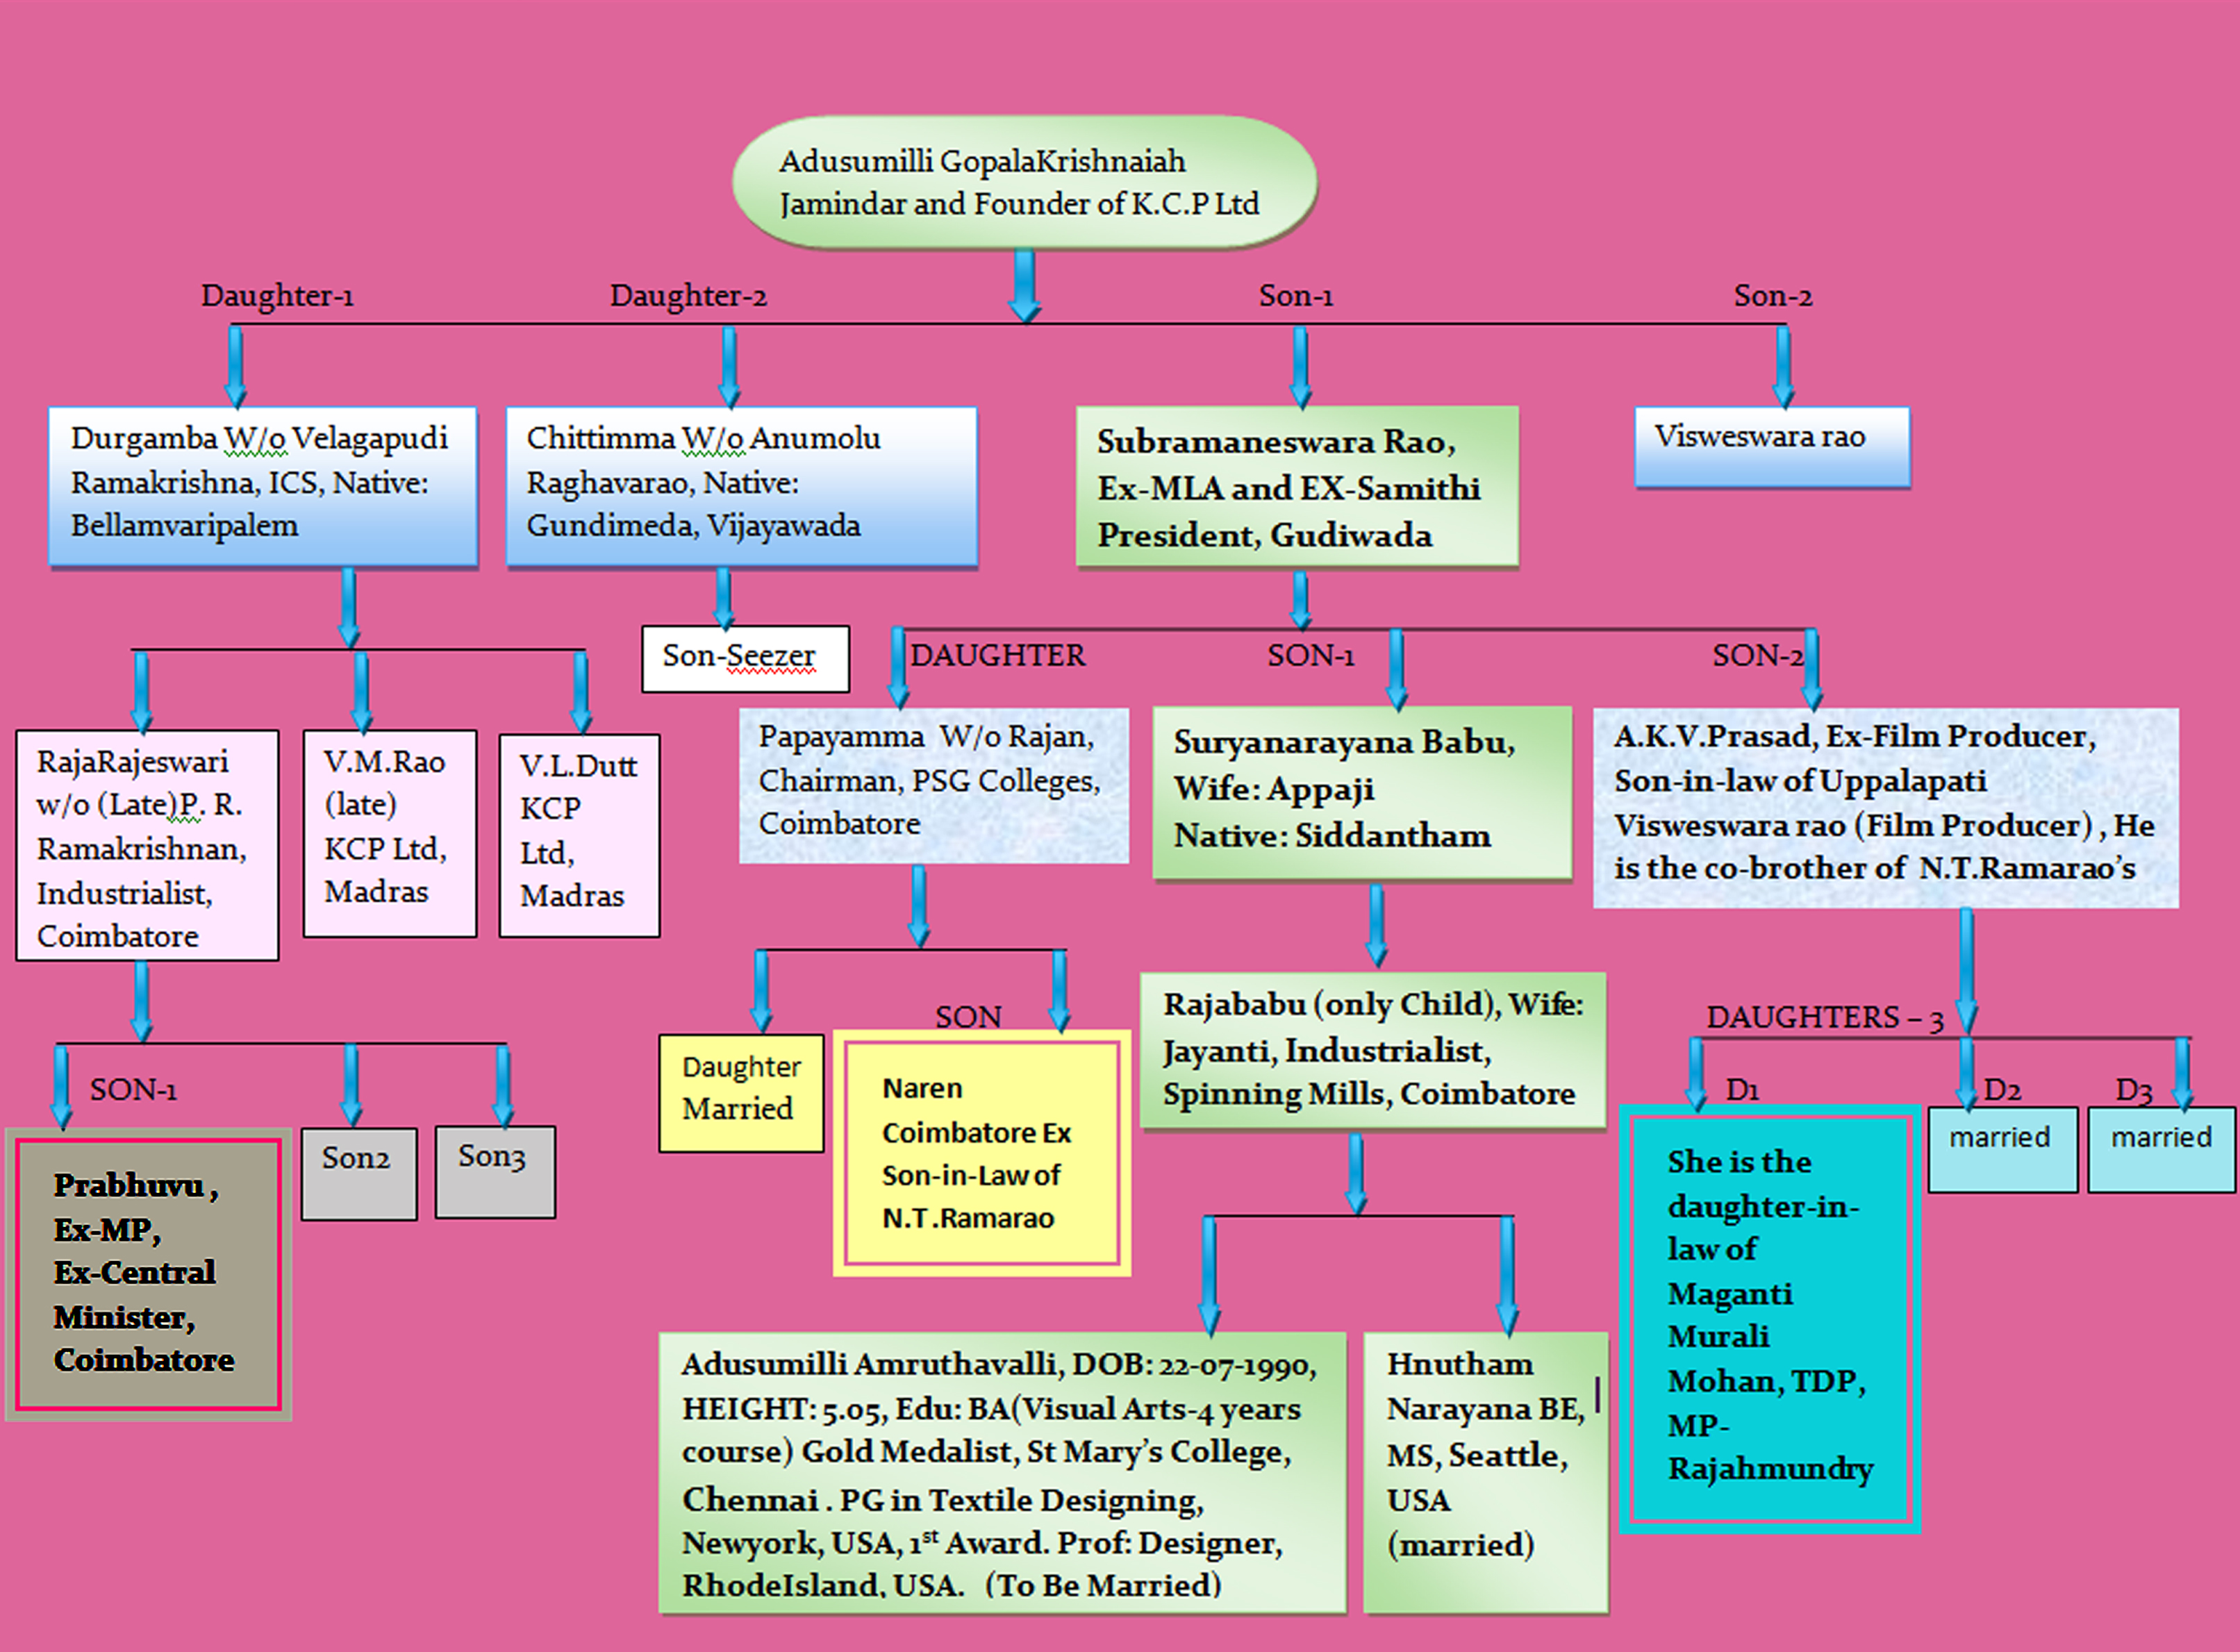 Adusumilli GopalaKrishnaiah
Jamindar and Founder of K.C.P Ltd
Daughter-1
Daughter-2
Son-1
Son-2
Durgamba W/o Velagapudi
Ramakrishna, ICS, Native:
Bellamvaripalem
Chittimma W/o Anumolu
Raghavarao, Native:
Gundimeda, Vijayawada
Subramaneswara Rao,
Ex-MLA and EX-Samithi
President, Gudiwada
Visweswara rao
Son-Seezer
DAUGHTER
SON-1
SON-2
RajaRajeswari
w/o (Late)P. R.
Ramakrishnan,
Industrialist,
Coimbatore
V.M.Rao
(late)
KCP Ltd,
Madras
V.L.Dutt
KCP
Ltd,
Madras
Papayamma  W/o Rajan,
Chairman, PSG Colleges,
Coimbatore
Suryanarayana Babu,
Wife: Appaji
Native: Siddantham
A.K.V.Prasad, Ex-Film Producer,
Son-in-law of Uppalapati
Visweswara rao (Film Producer) , He
is the co-brother of  N.T.Ramarao’s
SON-1
Prabhuvu ,
Ex-MP,
Ex-Central
Minister,
Coimbatore
Son2
Son3
Daughter
Married
SON
Naren
Coimbatore Ex
Son-in-Law of
N.T.Ramarao
Rajababu (only Child), Wife:
Jayanti, Industrialist,
Spinning Mills, Coimbatore
DAUGHTERS – 3
D1
D2
D3
She is the
daughter-in-
law of
Maganti
Murali
Mohan, TDP,
MP-
Rajahmundry
married
married
Adusumilli Amruthavalli, DOB: 22-07-1990,
HEIGHT: 5.05, Edu: BA(Visual Arts-4 years
course) Gold Medalist, St Mary’s College,
Chennai . PG in Textile Designing,
Newyork, USA, 1st Award. Prof: Designer,
RhodeIsland, USA.  (To Be Married)
Hnutham
Narayana BE,
MS, Seattle,
USA
(married)